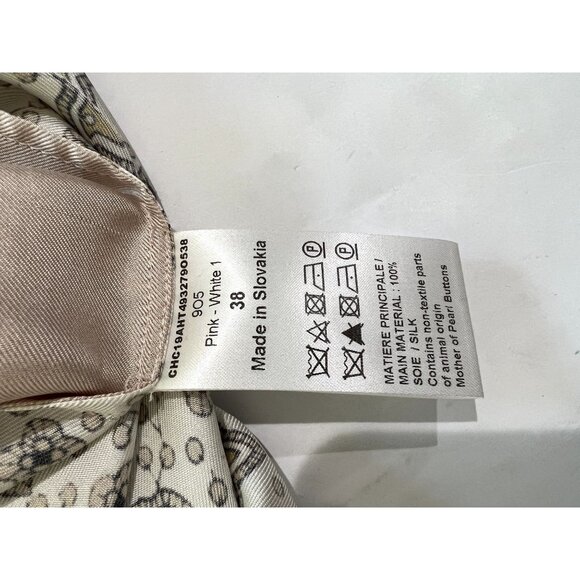 CHC19AHT4932790538
905
Pink - White 1
38
Made in Slovakia
P
P
MATIERE PRINCIPALE /
MAIN MATERIAL : 100%
SOIE / SILK
Contains non-textile parts
of animal origin
Mother of Pearl Buttons